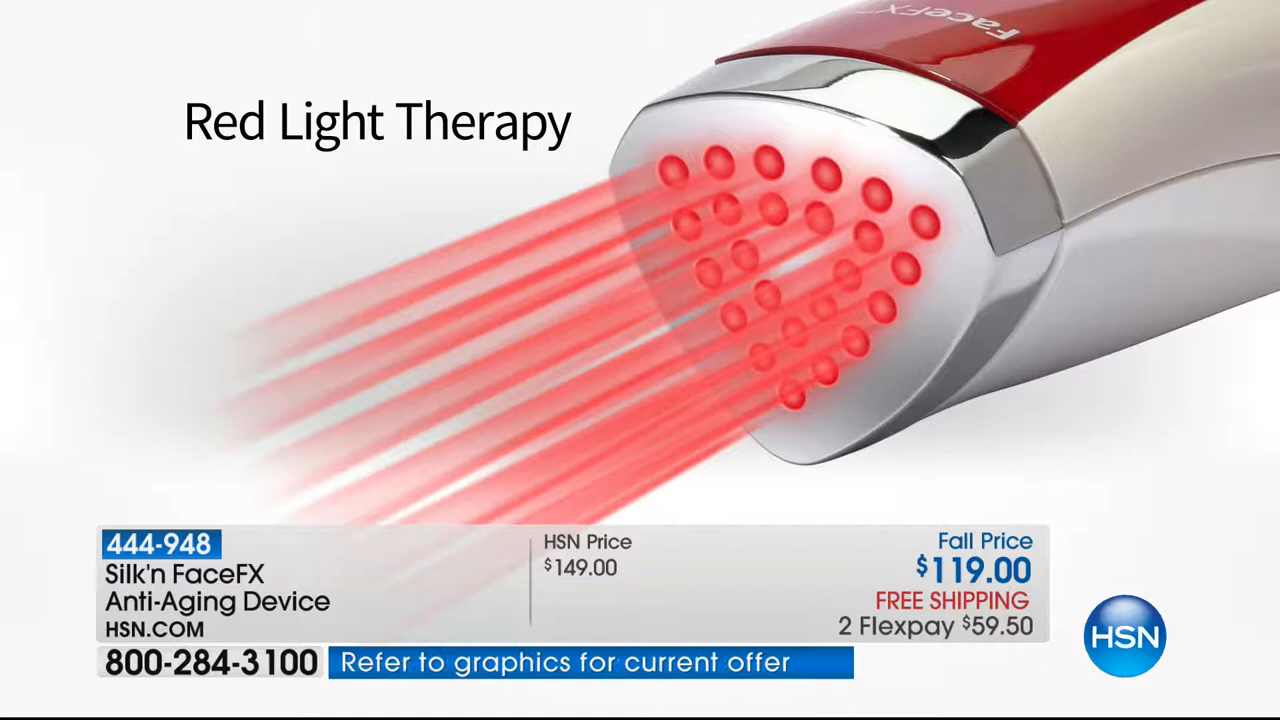 FaceFX
Red Light Therapy
444-948
Silk'n FaceFX
Anti-Aging Device
HSN.COM
HSN Price
$149.00
Fall Price
$119.00
FREE SHIPPING
2 Flexpay $59.50
HSN
800-284-3100
Refer to graphics for current offer